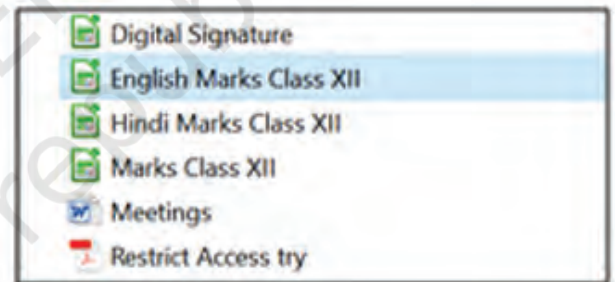 Digital Signature
English Marks Class XII
Hindi Marks Class XII
Marks Class XII
Meetings
Restrict Access try